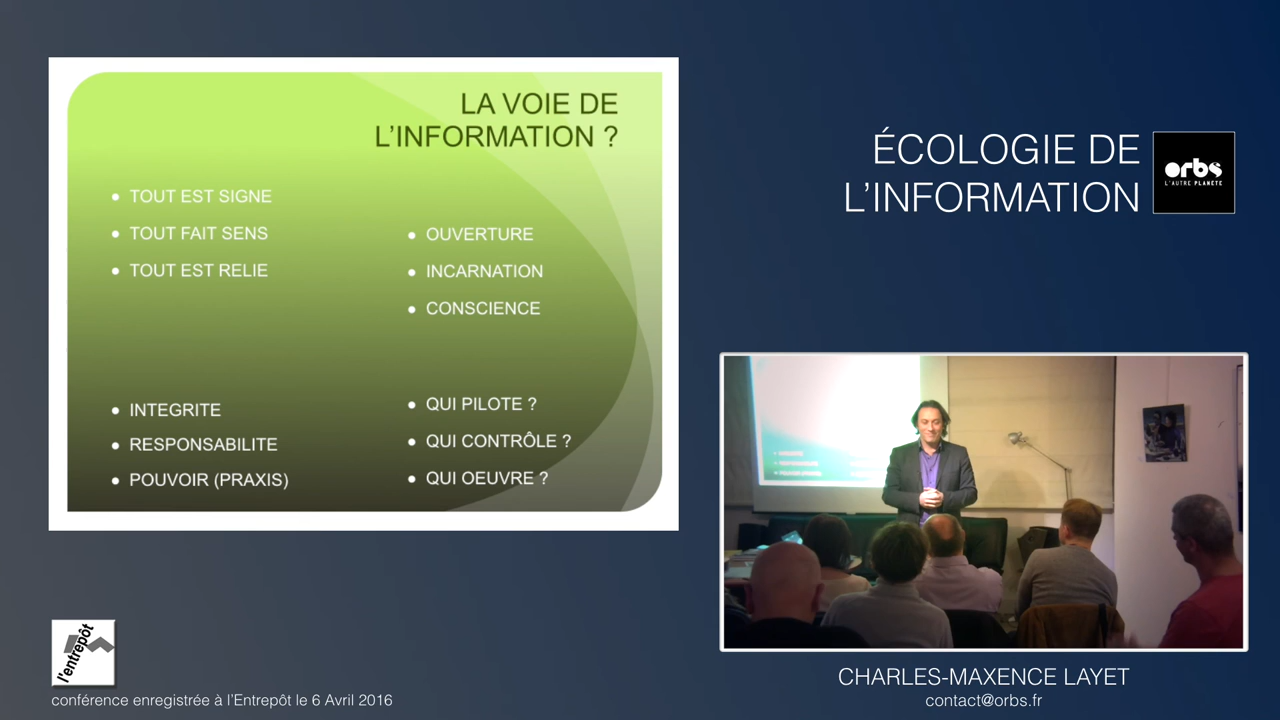 LA VOIE DE
L'INFORMATION ?
• TOUT EST SIGNE
• TOUT FAIT SENS
• TOUT EST RELIE
• OUVERTURE
• INCARNATION
• CONSCIENCE
• INTEGRITE
• RESPONSABILITE
• POUVOIR (PRAXIS)
• QUI PILOTE ?
• QUI CONTRÔLE ?
• QUI OEUVRE ?
ÉCOLOGIE DE
L'INFORMATION
orbs
L'AUTRE PLANÈTE
l'entrepôt
conférence enregistrée à l'Entrepôt le 6 Avril 2016
CHARLES-MAXENCE LAYET
contact@orbs.fr